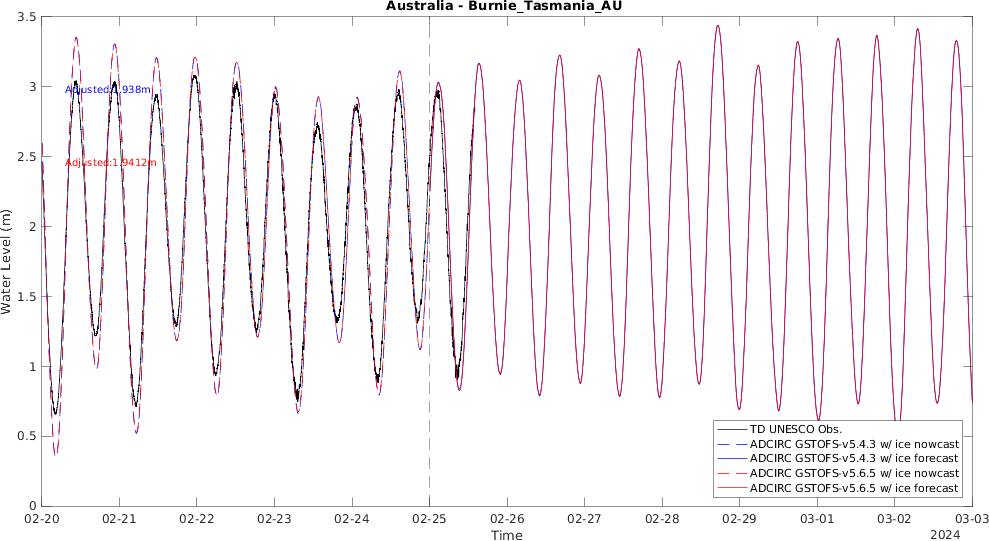 Australia - Burnie_Tasmania_AU
3.5
3
2.5
2
1.5
1
0.5
0
Water Level (m)
Adjusted:1.938m
Adjusted:1.9412m
TD UNESCO Obs.
ADCIRC GSTOFS-v5.4.3 w/ ice nowcast
ADCIRC GSTOFS-v5.4.3 w/ ice forecast
ADCIRC GSTOFS-v5.6.5 w/ ice nowcast
ADCIRC GSTOFS-v5.6.5 w/ ice forecast
02-20 02-21 02-22 02-23 02-24 02-25 02-26 02-27 02-28 02-29 03-01 03-02 03-03
Time
2024